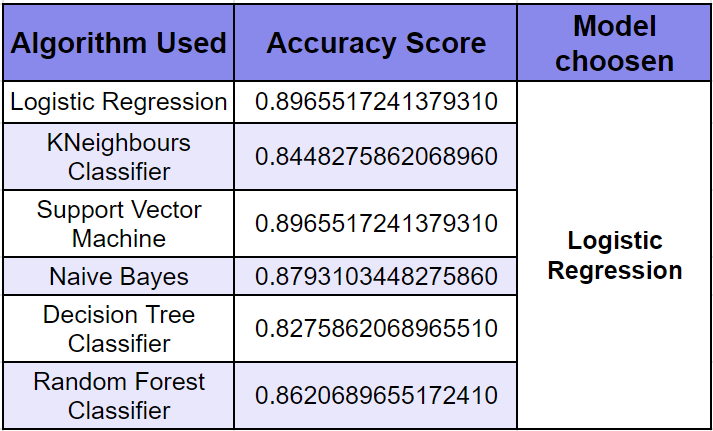 Algorithm Used Accuracy Score Model
choosen
Logistic Regression 0.8965517241379310
KNeighbours
Classifier 0.8448275862068960
Support Vector
Machine 0.8965517241379310
Logistic
Regression
Naive Bayes 0.8793103448275860
Decision Tree
Classifier 0.8275862068965510
Random Forest
Classifier 0.8620689655172410